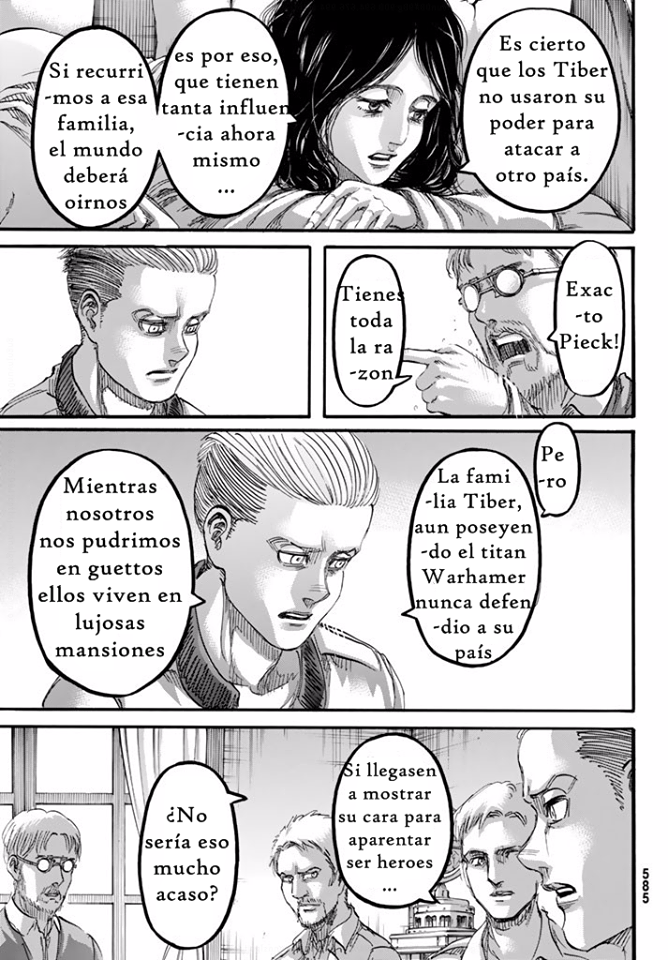 Es cierto
que los Tiber
no usaron su
poder para
atacar a
otro país.
es por eso,
que tienen
tanta influen
-cia ahora
mismo
...
Si recurri
-mos a esa
familia,
el mundo
deberá
oirnos
Exac
-to
Pieck!
Tienes
toda
la ra
-zon
Pe
-ro
La fami
-lia Tiber,
aun poseyen
-do el titan
Warhamer
nunca defen
-dio a su
país
Mientras
nosotros
nos pudrimos
en guettos
ellos viven en
lujosas
mansiones
Si llegasen
a mostrar
su cara para
aparentar
ser heroes
...
¿No
sería eso
mucho
acaso?
585